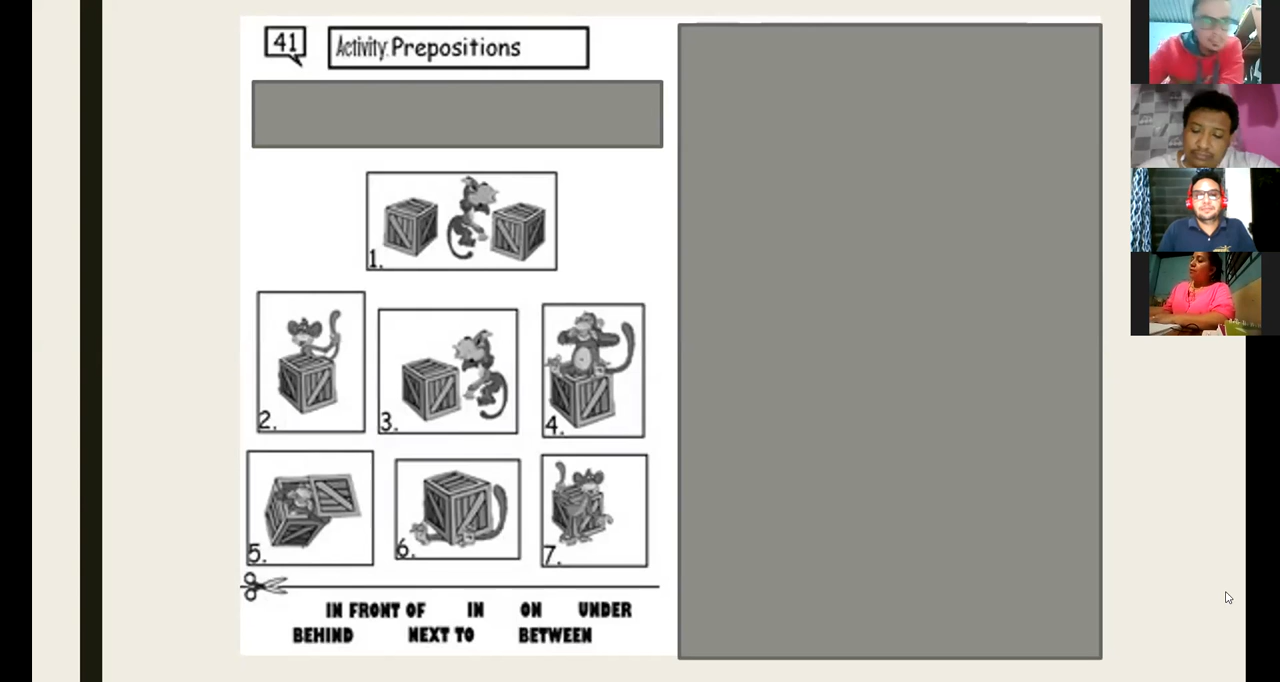 41
Activity: Prepositions
1.
2.
3.
4.
5.
6.
7.
IN FRONT OF IN ON UNDER
BEHIND NEXT TO BETWEEN